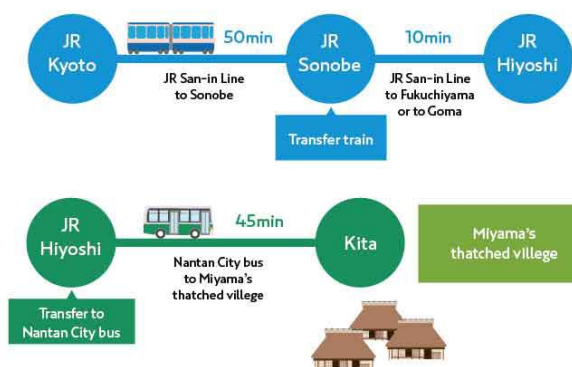 JR
Kyoto
50min
JR San-in Line
to Sonobe
JR
Sonobe
Transfer train
10min
JR San-in Line
to Fukuchiyama
or to Goma
JR
Hiyoshi
JR
Hiyoshi
Transfer to
Nantan City bus
45min
Nantan City bus
to Miyama's
thatched villege
Kita
Miyama's
thatched villege